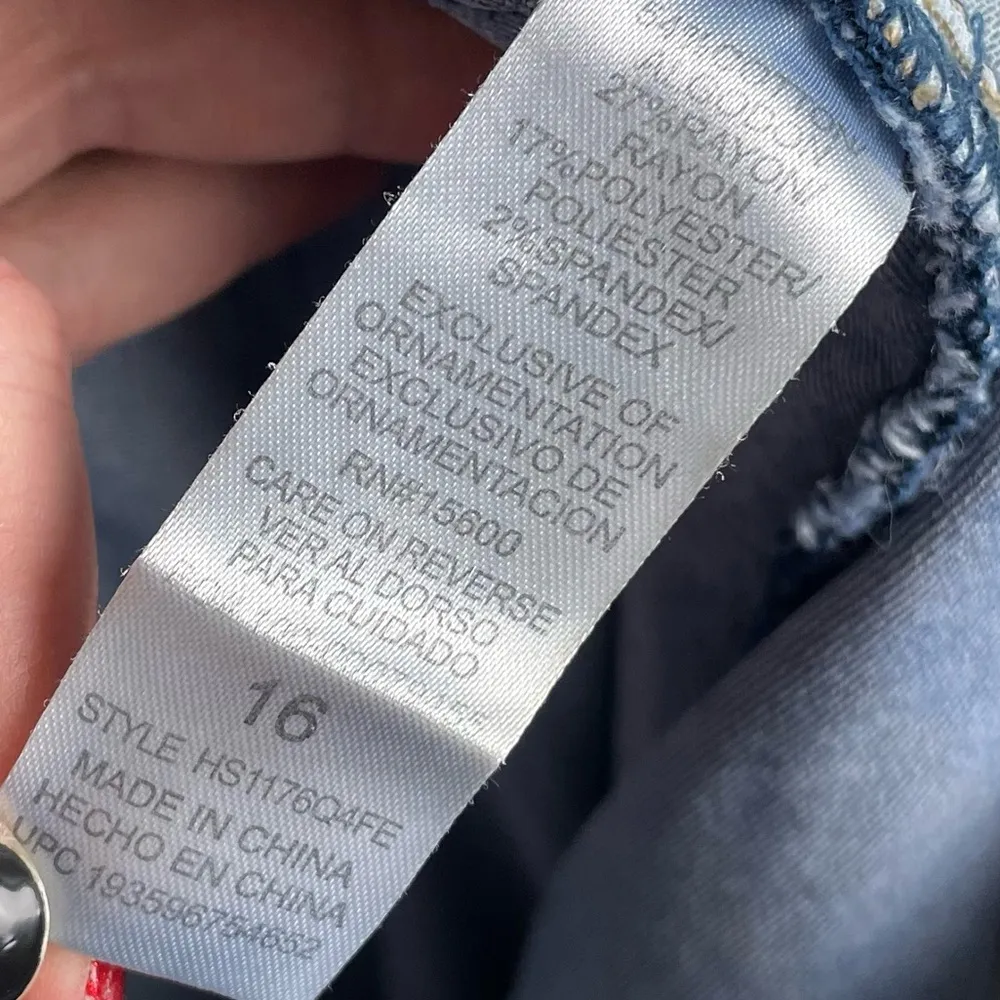 27%RAYON/
RAYON
17%POLYESTER/
POLIESTER
2%SPANDEX/
SPANDEX
EXCLUSIVE OF
ORNAMENTATION
EXCLUSIVO DE
ORNAMENTACION
RN#15600
CARE ON REVERSE
VER AL DORSO
PARA CUIDADO
16
STYLE HS1176Q4FE
MADE IN CHINA
HECHO EN CHINA
UPC 193596754652